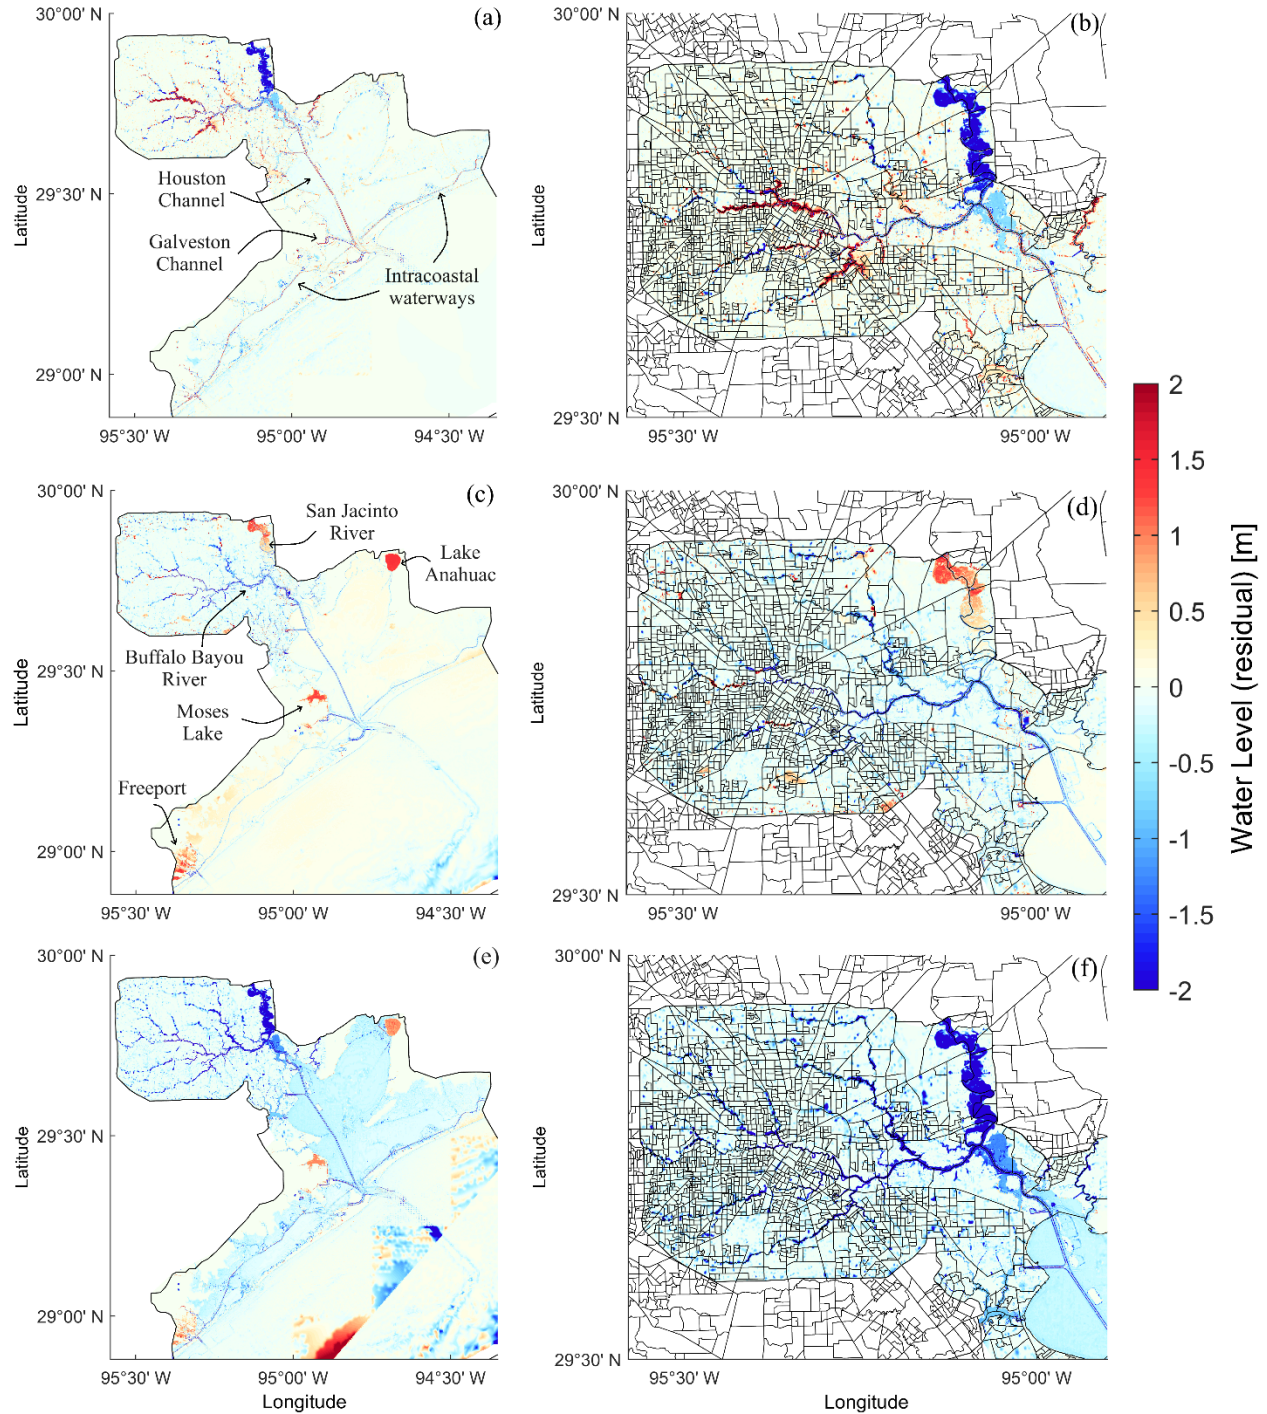 (a)
30°00' N
29°30' N
29°00' N
Latitude
Houston
Channel
Galveston
Channel
Intracoastal
waterways
95°30' W
95°00' W
94°30' W
(b)
30°00' N
29°30' N
Latitude
95°30' W
95°00' W
(c)
30°00' N
29°30' N
29°00' N
Latitude
San Jacinto
River
Lake
Anahuac
Buffalo Bayou
River
Moses
Lake
Freeport
95°30' W
95°00' W
94°30' W
(d)
30°00' N
29°30' N
Latitude
95°30' W
95°00' W
2
1.5
1
0.5
0
-0.5
-1
-1.5
-2
Water Level (residual) [m]
(e)
30°00' N
29°30' N
29°00' N
Latitude
95°30' W
95°00' W
94°30' W
Longitude
(f)
30°00' N
29°30' N
Latitude
95°30' W
95°00' W
Longitude